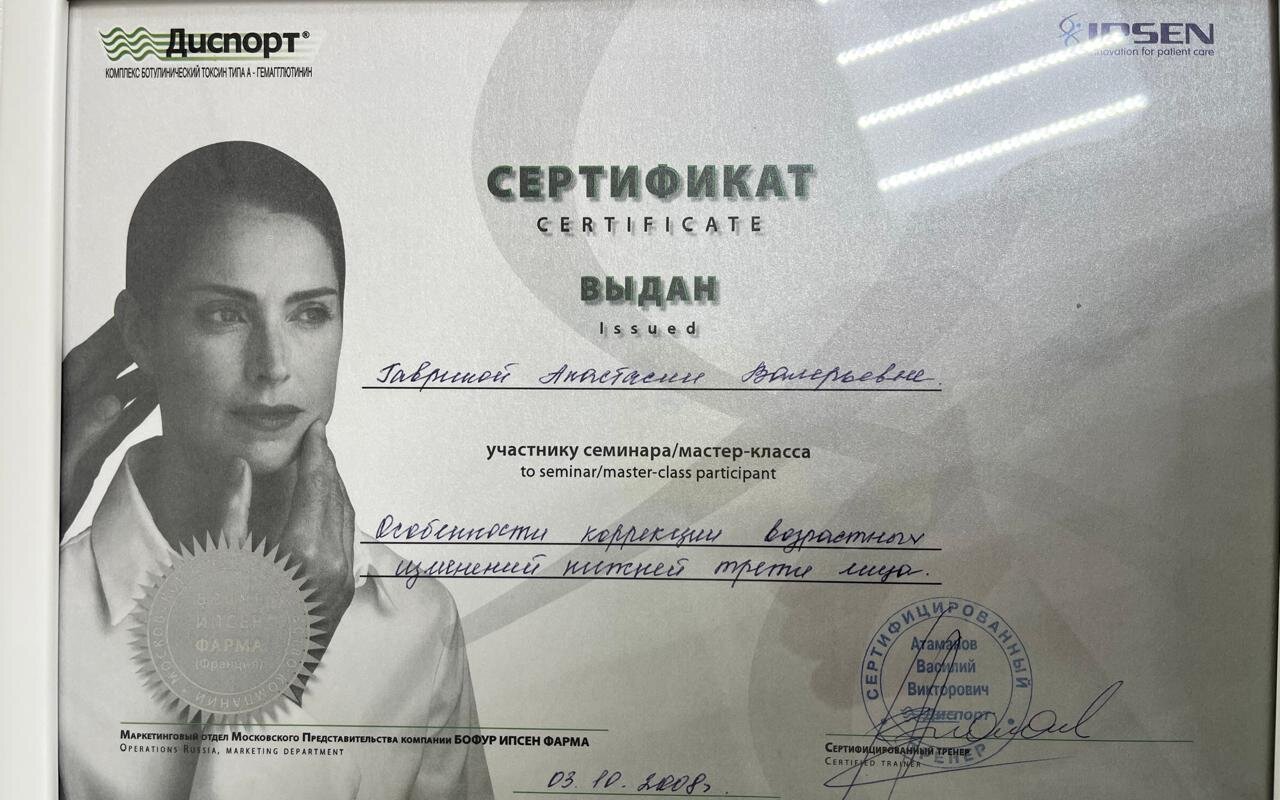 Диспорт®
КОМПЛЕКС БОТУЛИНИЧЕСКИЙ ТОКСИН ТИПА А - ГЕМАГГЛЮТИНИН
IPSEN
Innovation for patient care
СЕРТИФИКАТ
CERTIFICATE
ВЫДАН
Issued
Анастасии Валерьевне.
участнику семинара/мастер-класса
to seminar/master-class participant
Особенности коррекции возрастных
изменений нижней трети лица.
ФАРМА
(Франция)
СЕРТИФИЦИРОВАННЫЙ
Атаманов
Василий
Викторович
Диспорт
ТРЕНЕР
Маркетинговый отдел Московского Представительства компании БОФУР ИПСЕН ФАРМА
Operations Russia, marketing department
Сертифицированный тренер
Certified trainer
03. 10. 2008г.